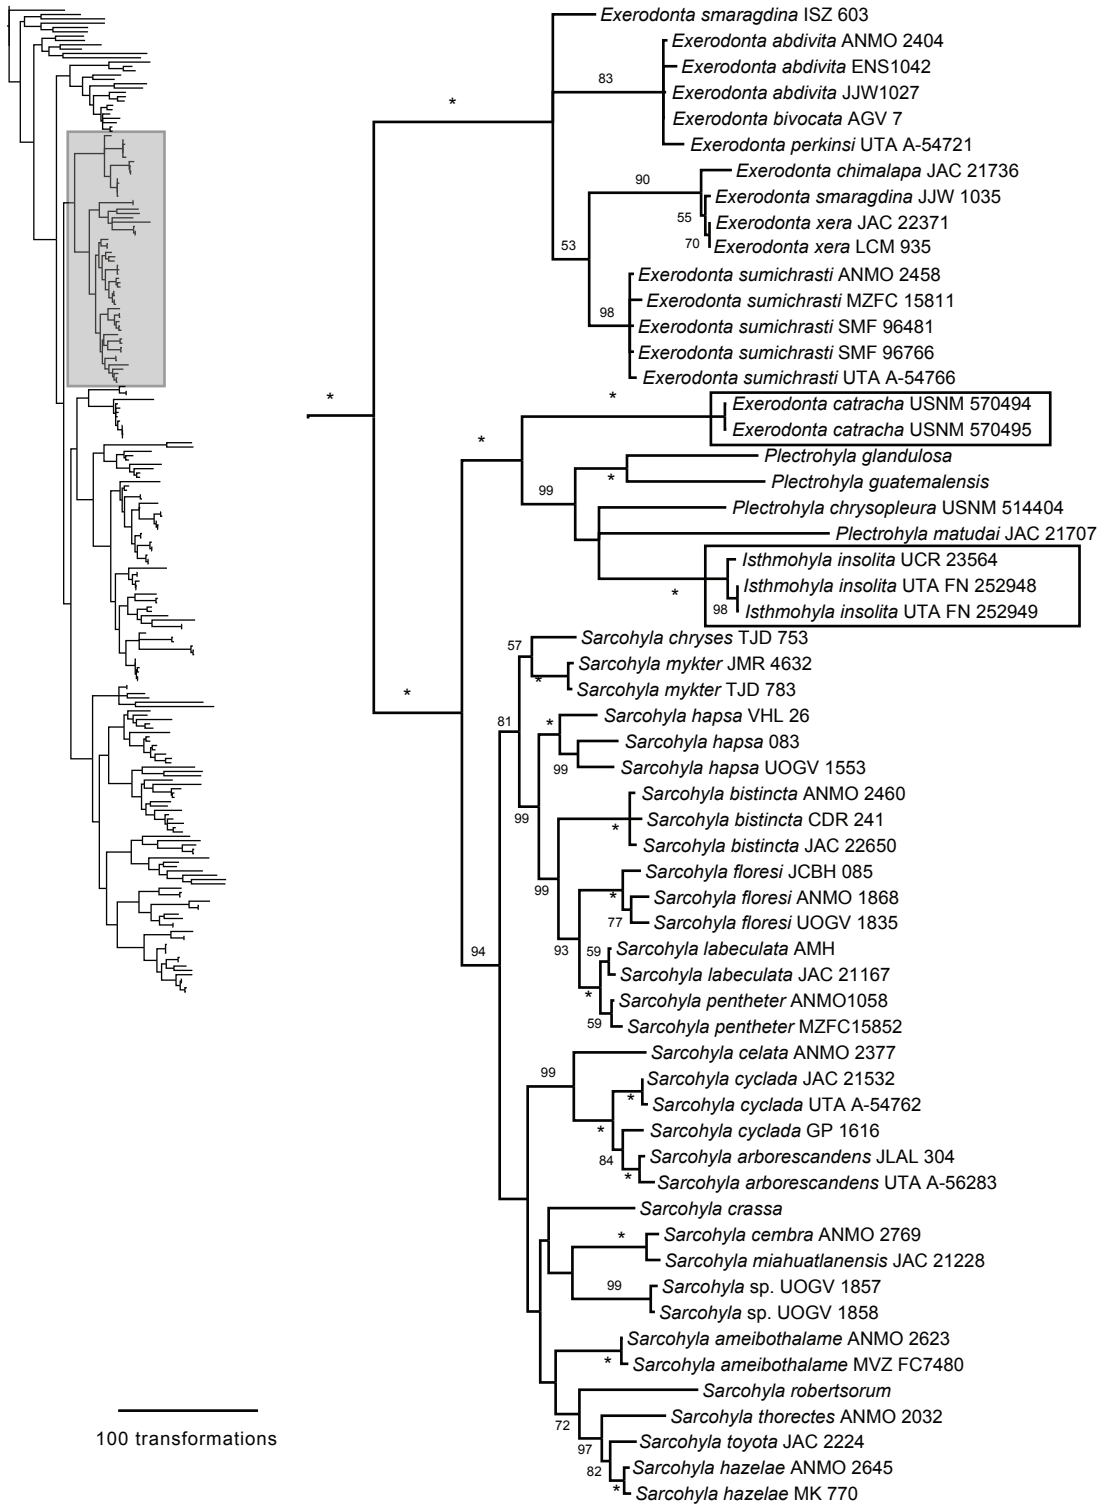 Exerodonta smaragdina ISZ 603
Exerodonta abdivita ANMO 2404
Exerodonta abdivita ENS1042
83
Exerodonta abdivita JJW1027
*
Exerodonta bivocata AGV 7
Exerodonta perkinsi UTA A-54721
Exerodonta chimalapa JAC 21736
90
Exerodonta smaragdina JJW 1035
55
Exerodonta xera JAC 22371
70
Exerodonta xera LCM 935
53
Exerodonta sumichrasti ANMO 2458
Exerodonta sumichrasti MZFC 15811
98
Exerodonta sumichrasti SMF 96481
Exerodonta sumichrasti SMF 96766
Exerodonta sumichrasti UTA A-54766
*
*
Exerodonta catracha USNM 570494
Exerodonta catracha USNM 570495
*
Plectrohyla glandulosa
*
Plectrohyla guatemalensis
99
Plectrohyla chrysopleura USNM 514404
Plectrohyla matudai JAC 21707
Isthmohyla insolita UCR 23564
*
Isthmohyla insolita UTA FN 252948
98
Isthmohyla insolita UTA FN 252949
Sarcohyla chryses TJD 753
57
Sarcohyla mykter JMR 4632
*
Sarcohyla mykter TJD 783
*
Sarcohyla hapsa VHL 26
81
*
Sarcohyla hapsa 083
99
Sarcohyla hapsa UOGV 1553
Sarcohyla bistincta ANMO 2460
99
Sarcohyla bistincta CDR 241
*
Sarcohyla bistincta JAC 22650
Sarcohyla floresi JCBH 085
99
*
Sarcohyla floresi ANMO 1868
77
Sarcohyla floresi UOGV 1835
94
93
59
Sarcohyla labeculata AMH
Sarcohyla labeculata JAC 21167
*
Sarcohyla pentheter ANMO1058
59
Sarcohyla pentheter MZFC15852
Sarcohyla celata ANMO 2377
99
Sarcohyla cyclada JAC 21532
*
Sarcohyla cyclada UTA A-54762
*
Sarcohyla cyclada GP 1616
84
Sarcohyla arborescandens JLAL 304
*
Sarcohyla arborescandens UTA A-56283
Sarcohyla crassa
*
Sarcohyla cembra ANMO 2769
Sarcohyla miahuatlanensis JAC 21228
99
Sarcohyla sp. UOGV 1857
Sarcohyla sp. UOGV 1858
Sarcohyla ameibothalame ANMO 2623
*
Sarcohyla ameibothalame MVZ FC7480
Sarcohyla robertsorum
72
Sarcohyla thorectes ANMO 2032
97
Sarcohyla toyota JAC 2224
82
Sarcohyla hazelae ANMO 2645
*
Sarcohyla hazelae MK 770
100 transformations